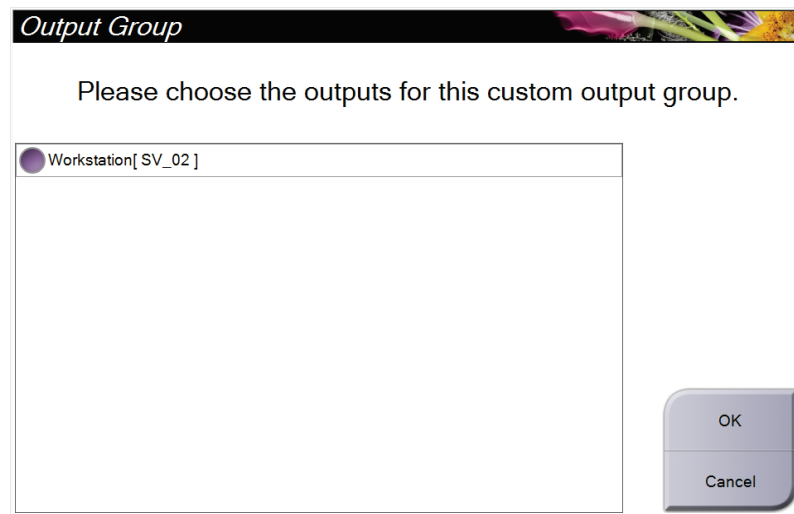 Output Group
Please choose the outputs for this custom output group.
Workstation[ SV_02 ]
OK
Cancel